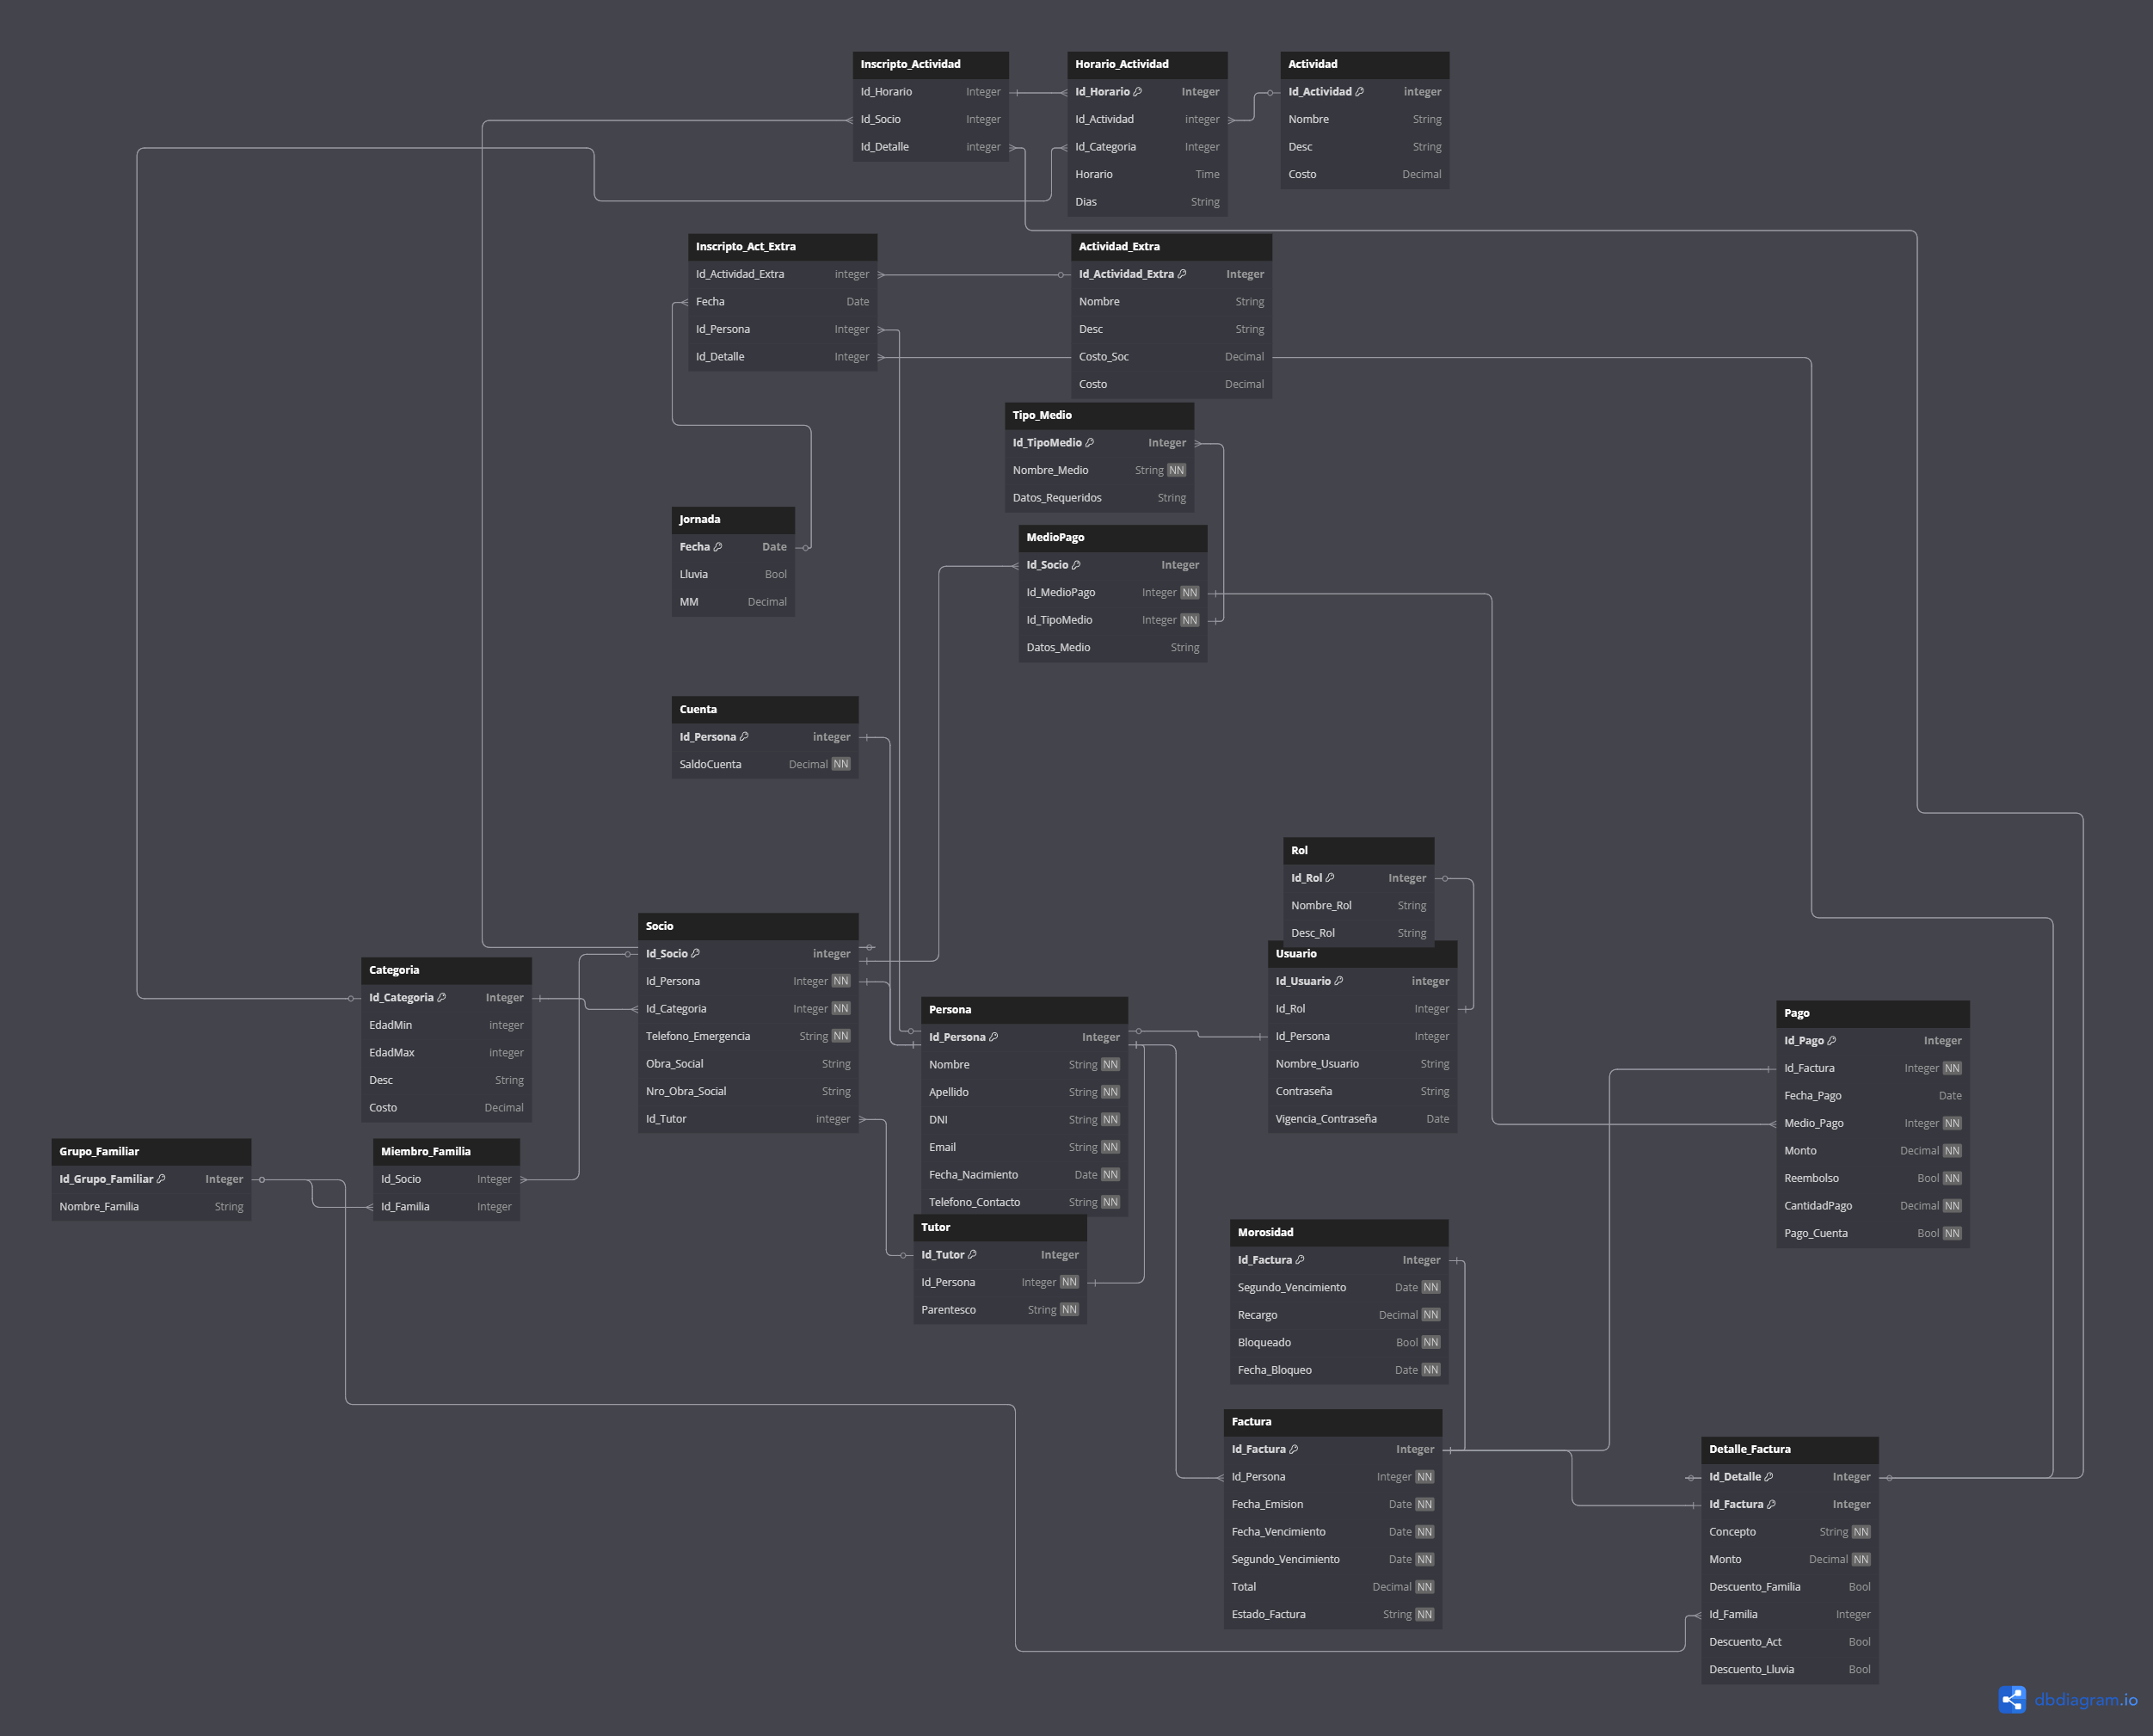 Inscripto_Actividad
Id_Horario Integer
Id_Socio Integer
Id_Detalle integer
Horario_Actividad
Id_Horario Integer
Id_Actividad integer
Id_Categoria Integer
Horario Time
Dias String
Actividad
Id_Actividad integer
Nombre String
Desc String
Costo Decimal
Inscripto_Act_Extra
Id_Actividad_Extra integer
Fecha Date
Id_Persona Integer
Id_Detalle Integer
Actividad_Extra
Id_Actividad_Extra Integer
Nombre String
Desc String
Costo_Soc Decimal
Costo Decimal
Tipo_Medio
Id_TipoMedio Integer
Nombre_Medio String NN
Datos_Requeridos String
Jornada
Fecha Date
Lluvia Bool
MM Decimal
MedioPago
Id_Socio Integer
Id_MedioPago Integer NN
Id_TipoMedio Integer NN
Datos_Medio String
Cuenta
Id_Persona integer
SaldoCuenta Decimal NN
Rol
Id_Rol Integer
Nombre_Rol String
Desc_Rol String
Socio
Id_Socio integer
Id_Persona Integer NN
Id_Categoria Integer NN
Telefono_Emergencia String NN
Obra_Social String
Nro_Obra_Social String
Id_Tutor integer
Usuario
Id_Usuario integer
Id_Rol Integer
Id_Persona Integer
Nombre_Usuario String
Contraseña String
Vigencia_Contraseña Date
Categoria
Id_Categoria Integer
EdadMin integer
EdadMax integer
Desc String
Costo Decimal
Persona
Id_Persona Integer
Nombre String NN
Apellido String NN
DNI String NN
Email String NN
Fecha_Nacimiento Date NN
Telefono_Contacto String NN
Pago
Id_Pago Integer
Id_Factura Integer NN
Fecha_Pago Date
Medio_Pago Integer NN
Monto Decimal NN
Reembolso Bool NN
CantidadPago Decimal NN
Pago_Cuenta Bool NN
Grupo_Familiar
Id_Grupo_Familiar Integer
Nombre_Familia String
Miembro_Familia
Id_Socio Integer
Id_Familia Integer
Tutor
Id_Tutor Integer
Id_Persona Integer NN
Parentesco String NN
Morosidad
Id_Factura Integer
Segundo_Vencimiento Date NN
Recargo Decimal NN
Bloqueado Bool NN
Fecha_Bloqueo Date NN
Factura
Id_Factura Integer
Id_Persona Integer NN
Fecha_Emision Date NN
Fecha_Vencimiento Date NN
Segundo_Vencimiento Date NN
Total Decimal NN
Estado_Factura String NN
Detalle_Factura
Id_Detalle Integer
Id_Factura Integer
Concepto String NN
Monto Decimal NN
Descuento_Familia Bool
Id_Familia Integer
Descuento_Act Bool
Descuento_Lluvia Bool
dbdiagram.io